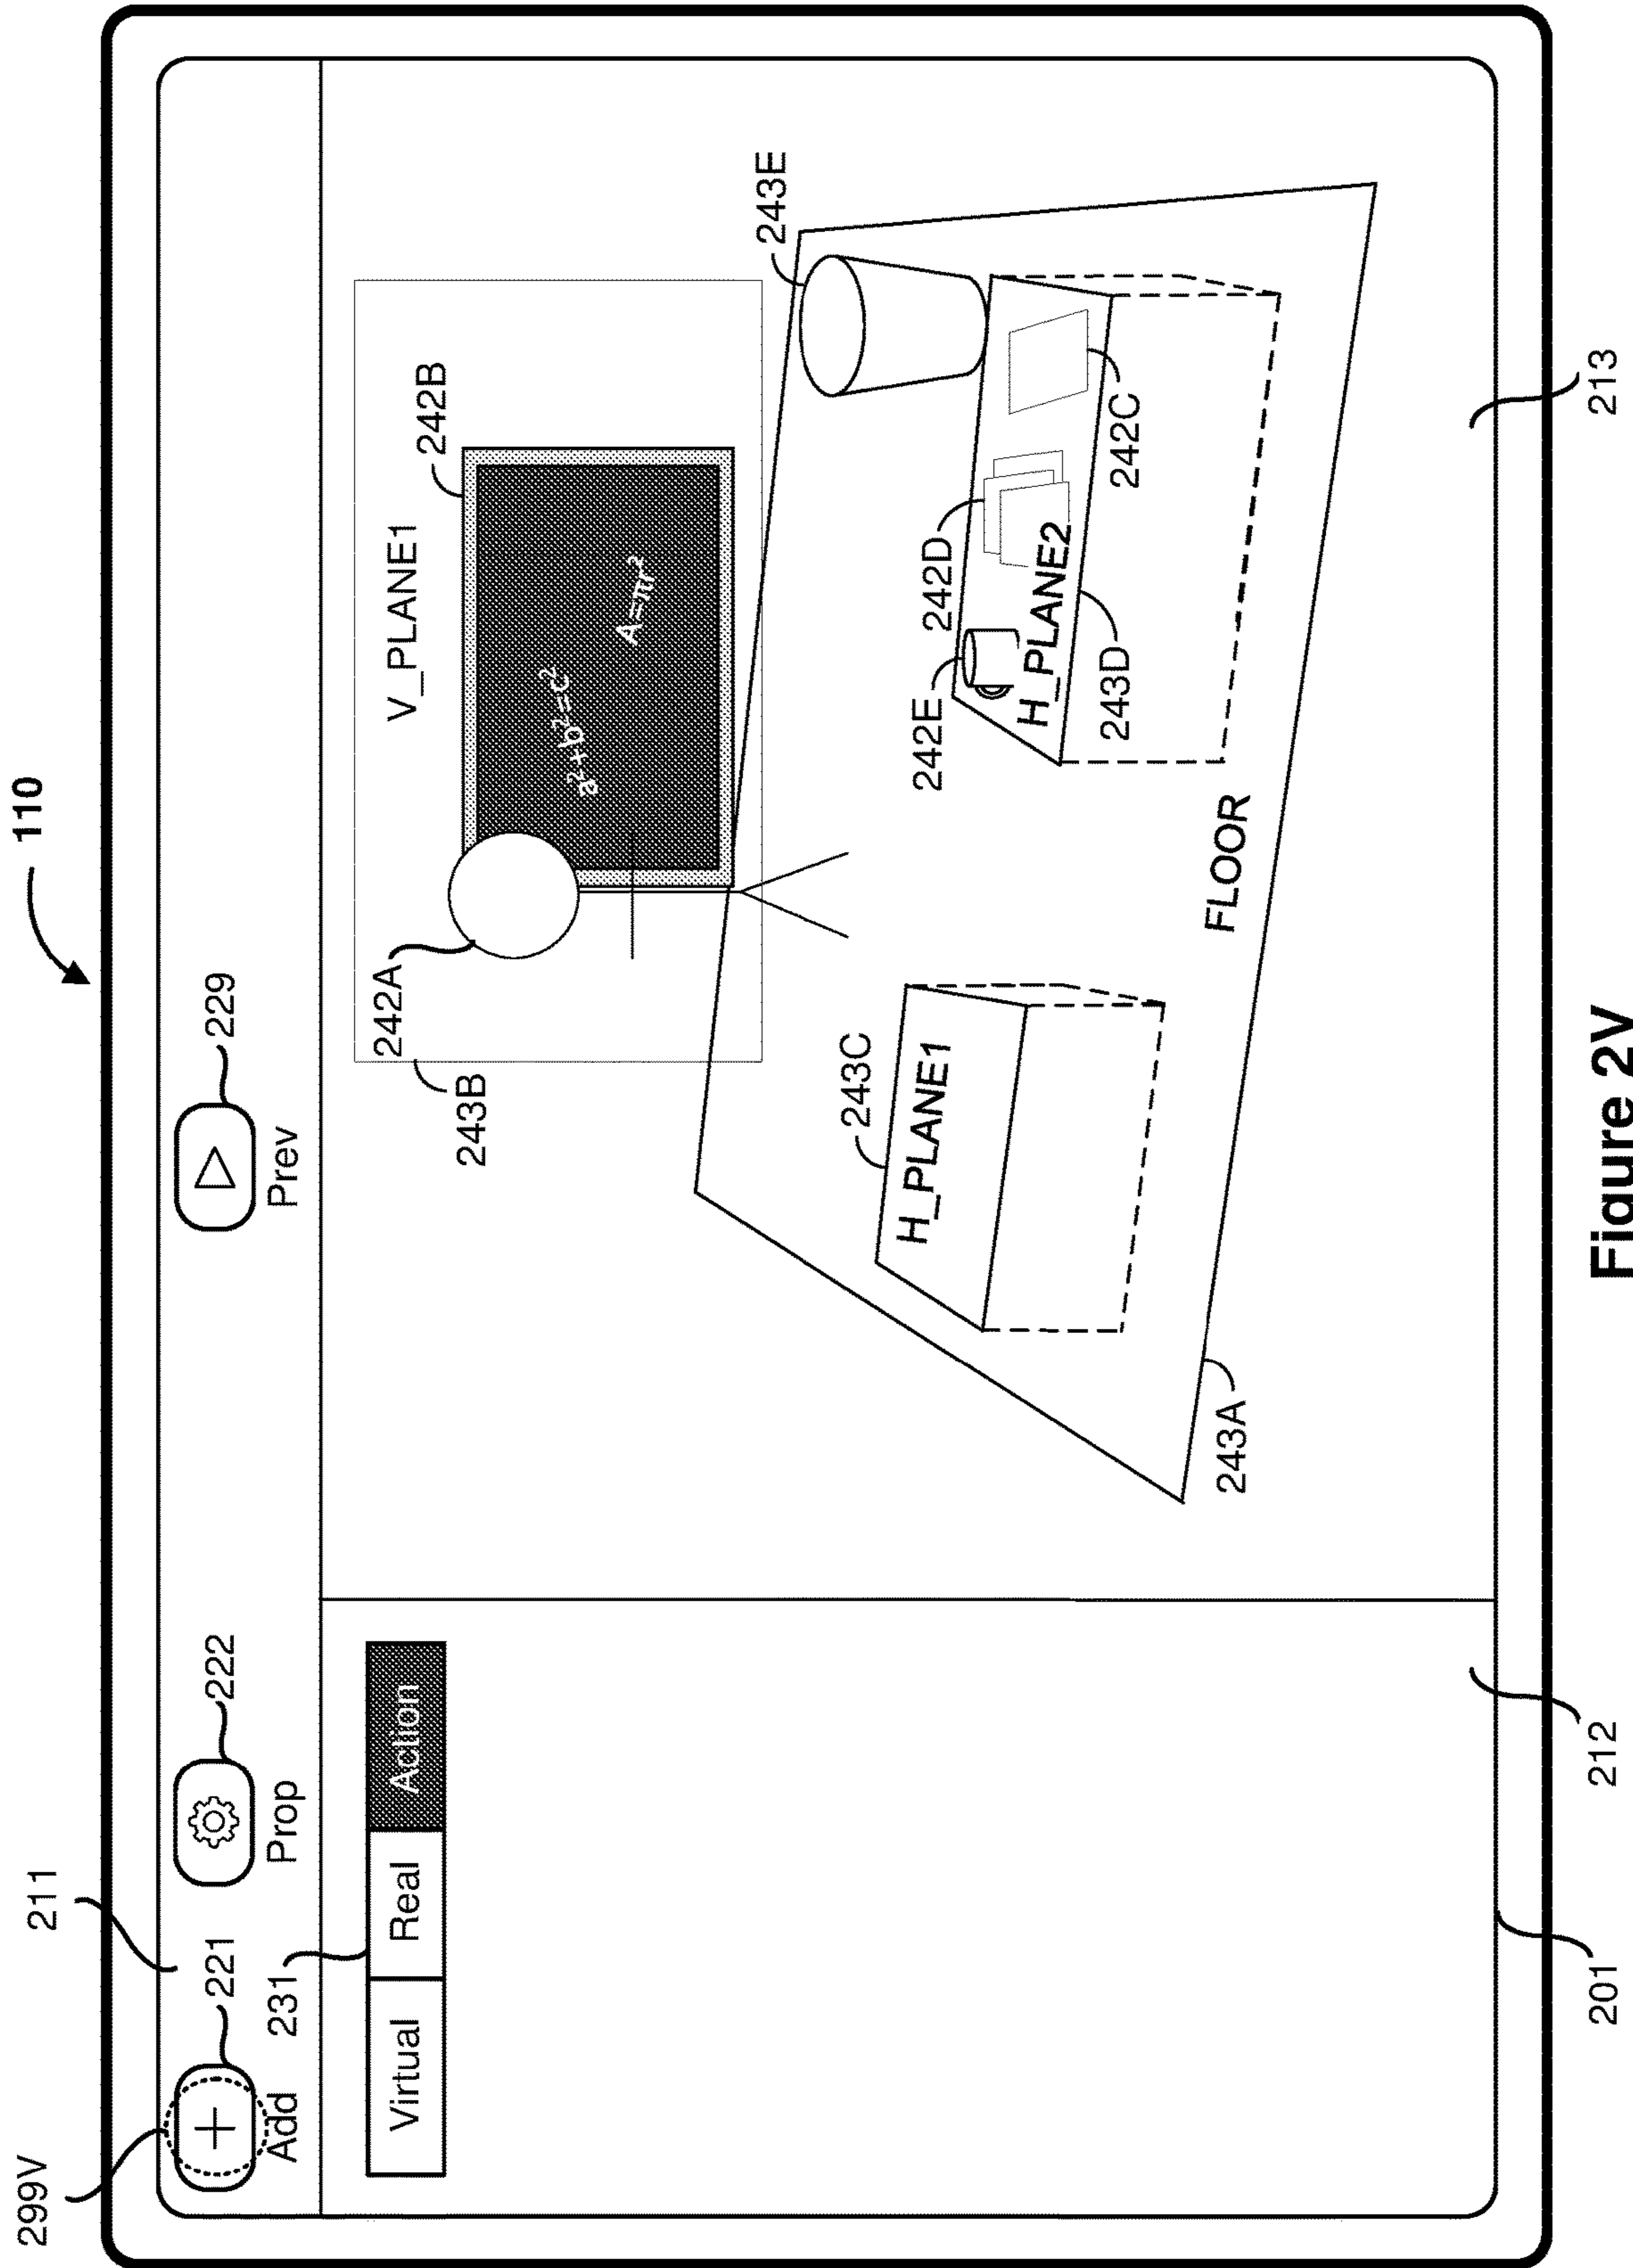 110
299V
211
221
222
229
Add
Prop
Prev
231
Virtual Real Action
V_PLANE1
242A
242B
243B
a²+b²=c²
A=πr²
243E
243C
H_PLANE1
242E
242D
H_PLANE2
242C
243D
FLOOR
243A
201
212
213
Figure 2V